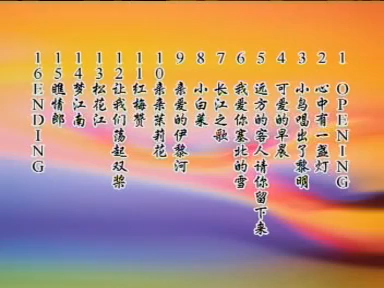 1 OPENING
2 心中有一盏灯
3 小鸟唱出了黎明
4 可爱的早晨
5 远方的客人请你留下来
6 我爱你塞北的雪
7 长江之歌
8 小白菜
9 亲爱的伊黎河
10 亲亲茉莉花
11 红梅赞
12 让我们荡起双桨
13 松花江
14 梦江南
15 瞧情郎
16 ENDING